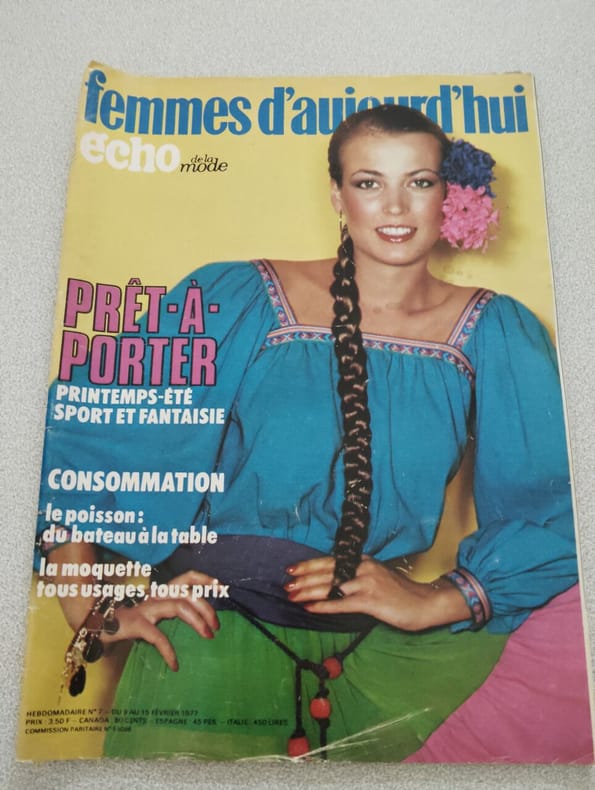 femmes d'aujourd'hui
écho de la mode
PRÊT-À-
PORTER
PRINTEMPS-ÉTÉ
SPORT ET FANTAISIE
CONSOMMATION
le poisson:
du bateau à la table
la moquette
tous usages, tous prix
HEBDOMADAIRE N° 7 - DU 9 AU 15 FÉVRIER 1977
PRIX : 3,50 F - CANADA : 80 CENTS - ESPAGNE : 45 PES. - ITALIE : 450 LIRES
COMMISSION PARITAIRE N°